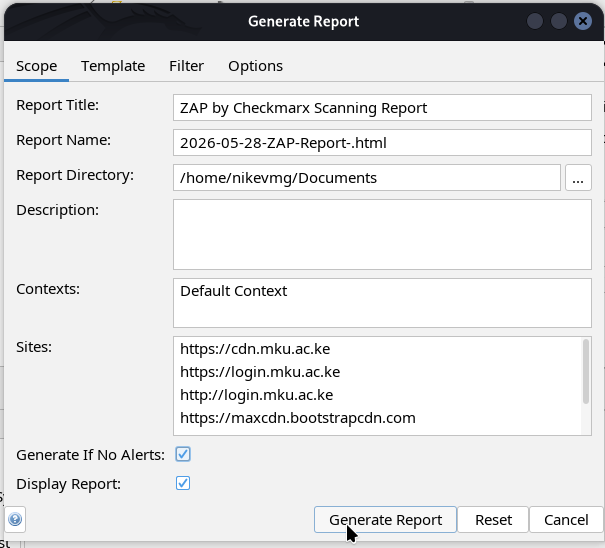 Generate Report
Scope Template Filter Options
Report Title: ZAP by Checkmarx Scanning Report
Report Name: 2026-05-28-ZAP-Report-.html
Report Directory: /home/nikevmg/Documents ...
Description:
Contexts: Default Context
Sites: https://cdn.mku.ac.ke
https://login.mku.ac.ke
http://login.mku.ac.ke
https://maxcdn.bootstrapcdn.com
Generate If No Alerts:
Display Report:
Generate Report Reset Cancel